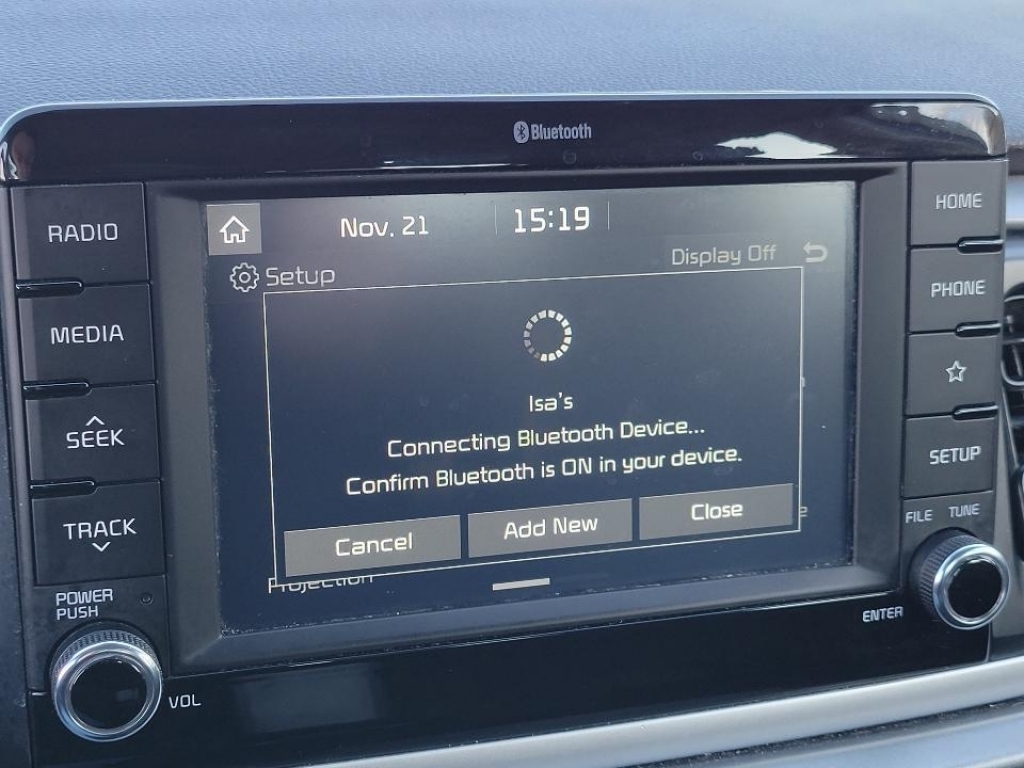 Bluetooth
RADIO
MEDIA
SEEK
TRACK
POWER
PUSH
VOL
Nov. 21
15:19
Display Off
Setup
Isa's
Connecting Bluetooth Device...
Confirm Bluetooth is ON in your device.
Cancel
Add New
Close
Projection
HOME
PHONE
SETUP
FILE
TUNE
ENTER